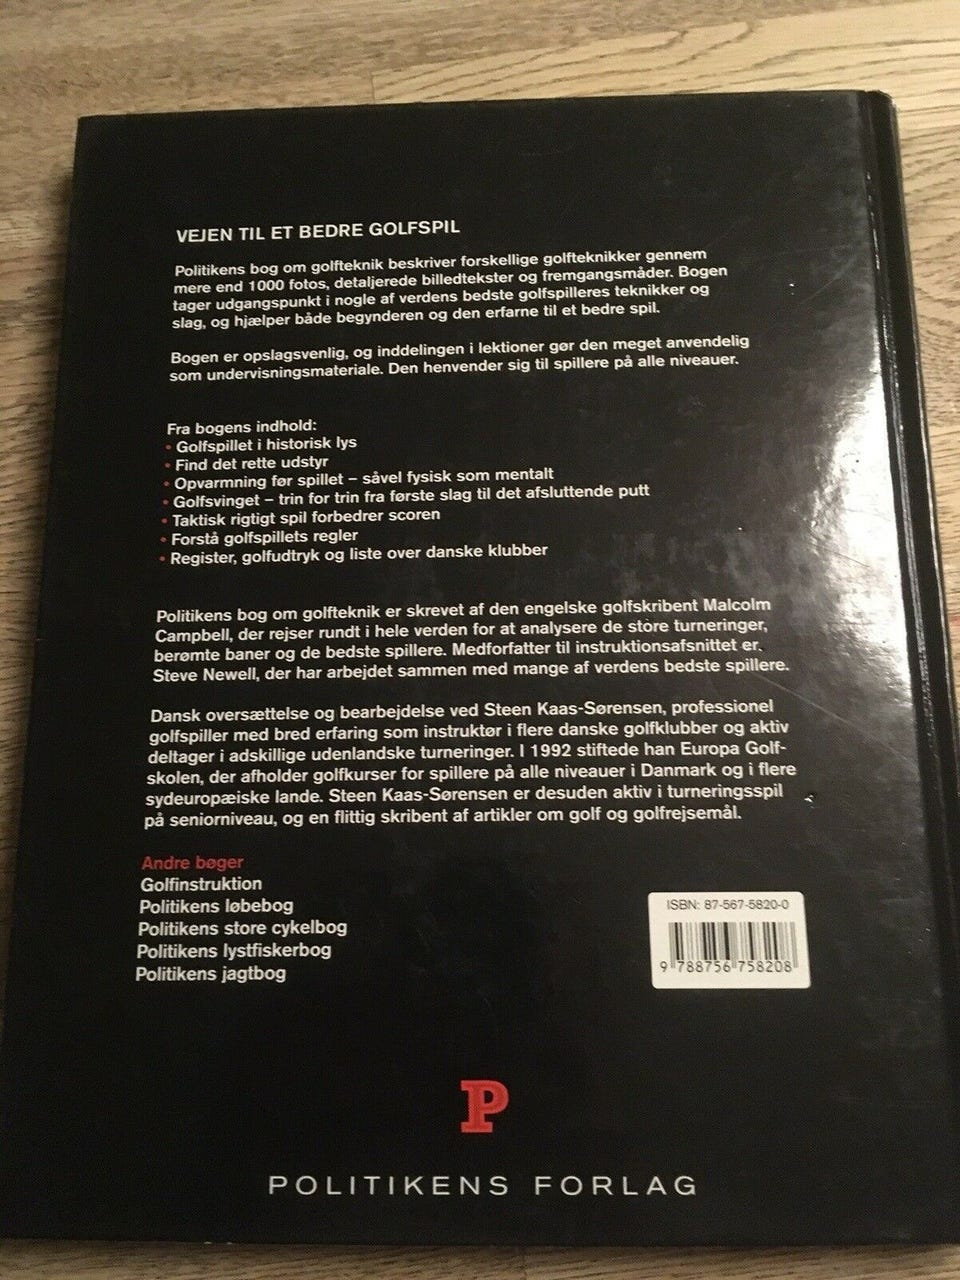 VEJEN TIL ET BEDRE GOLFSPIL
Politikens bog om golfteknik beskriver forskellige golfteknikker gennem
mere end 1000 fotos, detaljerede billedtekster og fremgangsmåder. Bogen
tager udgangspunkt i nogle af verdens bedste golfspilleres teknikker og
slag, og hjælper både begynderen og den erfarne til et bedre spil.
Bogen er opslagsvenlig, og inddelingen i lektioner gør den meget anvendelig
som undervisningsmateriale. Den henvender sig til spillere på alle niveauer.
Fra bogens indhold:
• Golfspillet i historisk lys
• Find det rette udstyr
• Opvarmning før spillet – såvel fysisk som mentalt
• Golfsvinget – trin for trin fra første slag til det afsluttende putt
• Taktisk rigtigt spil forbedrer scoren
• Forstå golfspillets regler
• Register, golfudtryk og liste over danske klubber
Politikens bog om golfteknik er skrevet af den engelske golfskribent Malcolm
Campbell, der rejser rundt i hele verden for at analysere de store turneringer,
berømte baner og de bedste spillere. Medforfatter til instruktionsafsnittet er
Steve Newell, der har arbejdet sammen med mange af verdens bedste spillere.
Dansk oversættelse og bearbejdelse ved Steen Kaas-Sørensen, professionel
golfspiller med bred erfaring som instruktør i flere danske golfklubber og aktiv
deltager i adskillige udenlandske turneringer. I 1992 stiftede han Europa Golf-
skolen, der afholder golfkurser for spillere på alle niveauer i Danmark og i flere
sydeuropæiske lande. Steen Kaas-Sørensen er desuden aktiv i turneringsspil
på seniorniveau, og en flittig skribent af artikler om golf og golfrejsemål.
Andre bøger
Golfinstruktion
Politikens løbebog
Politikens store cykelbog
Politikens lystfiskerbog
Politikens jagtbog
ISBN: 87-567-5820-0
9 788756 758208
P
POLITIKENS FORLAG